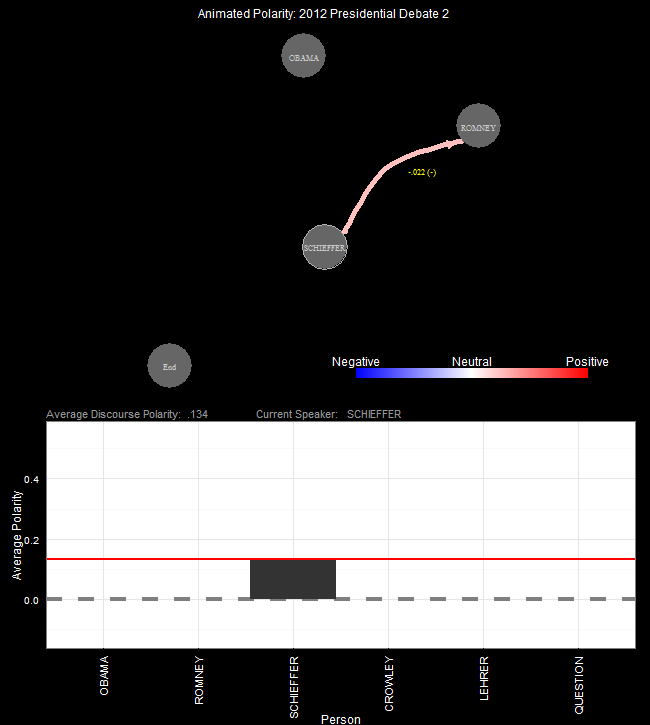 Animated Polarity: 2012 Presidential Debate 2
OBAMA
ROMNEY
-.022 (-)
SCHIEFFER
End
Negative Neutral Positive
Average Discourse Polarity: .134 Current Speaker: SCHIEFFER
Average Polarity
0.4
0.2
0.0
OBAMA
ROMNEY
SCHIEFFER
CROWLEY
LEHRER
QUESTION
Person